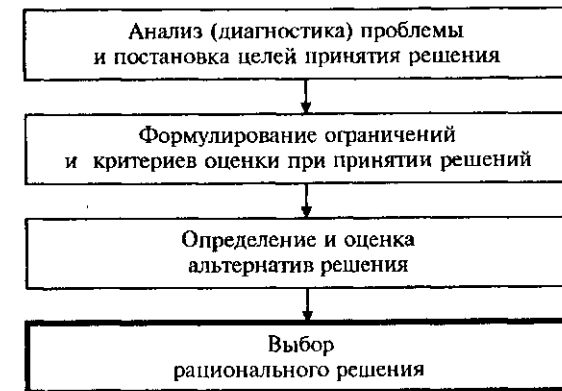 Анализ (диагностика) проблемы
и постановка целей принятия решения
Формулирование ограничений
и критериев оценки при принятии решений
Определение и оценка
альтернатив решения
Выбор
рационального решения